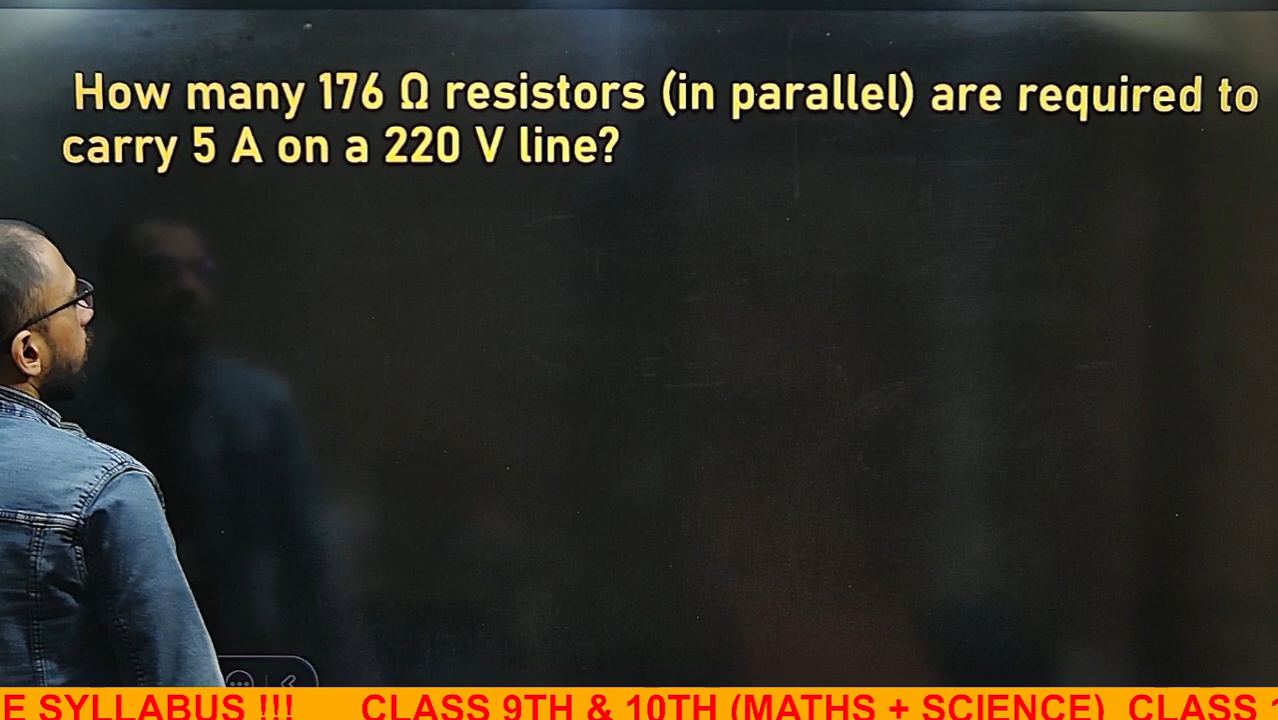 How many 176 Ω resistors (in parallel) are required to
carry 5 A on a 220 V line?
E SYLLABUS !!! CLASS 9TH & 10TH (MATHS + SCIENCE) CLASS 1